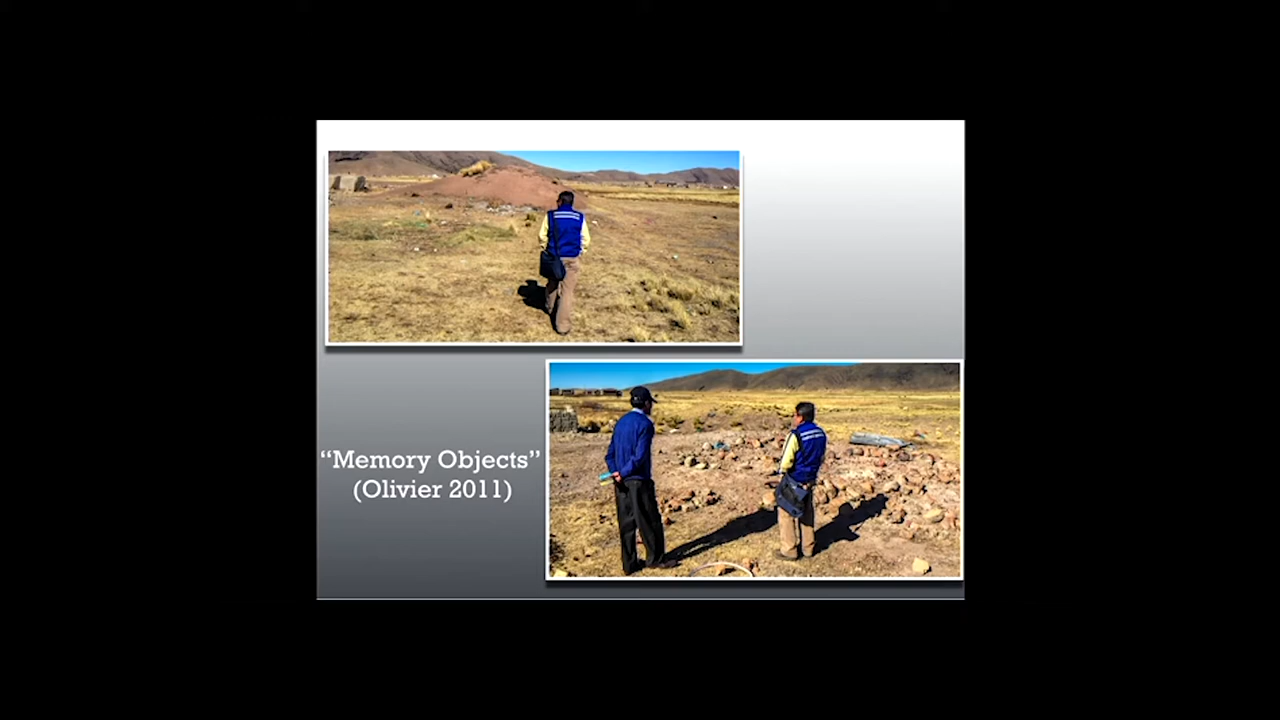 “Memory Objects”
(Olivier 2011)